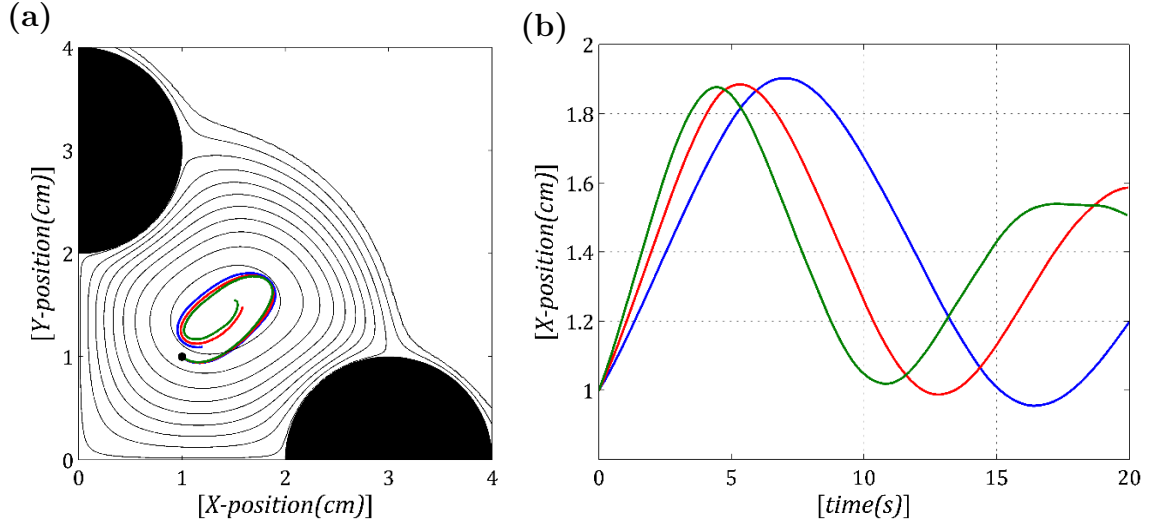 (a)
4
3
2
1
0
[Y-position(cm)]
0 1 2 3 4
[X-position(cm)]
(b)
2
1.8
1.6
1.4
1.2
1
[X-position(cm)]
0 5 10 15 20
[time(s)]